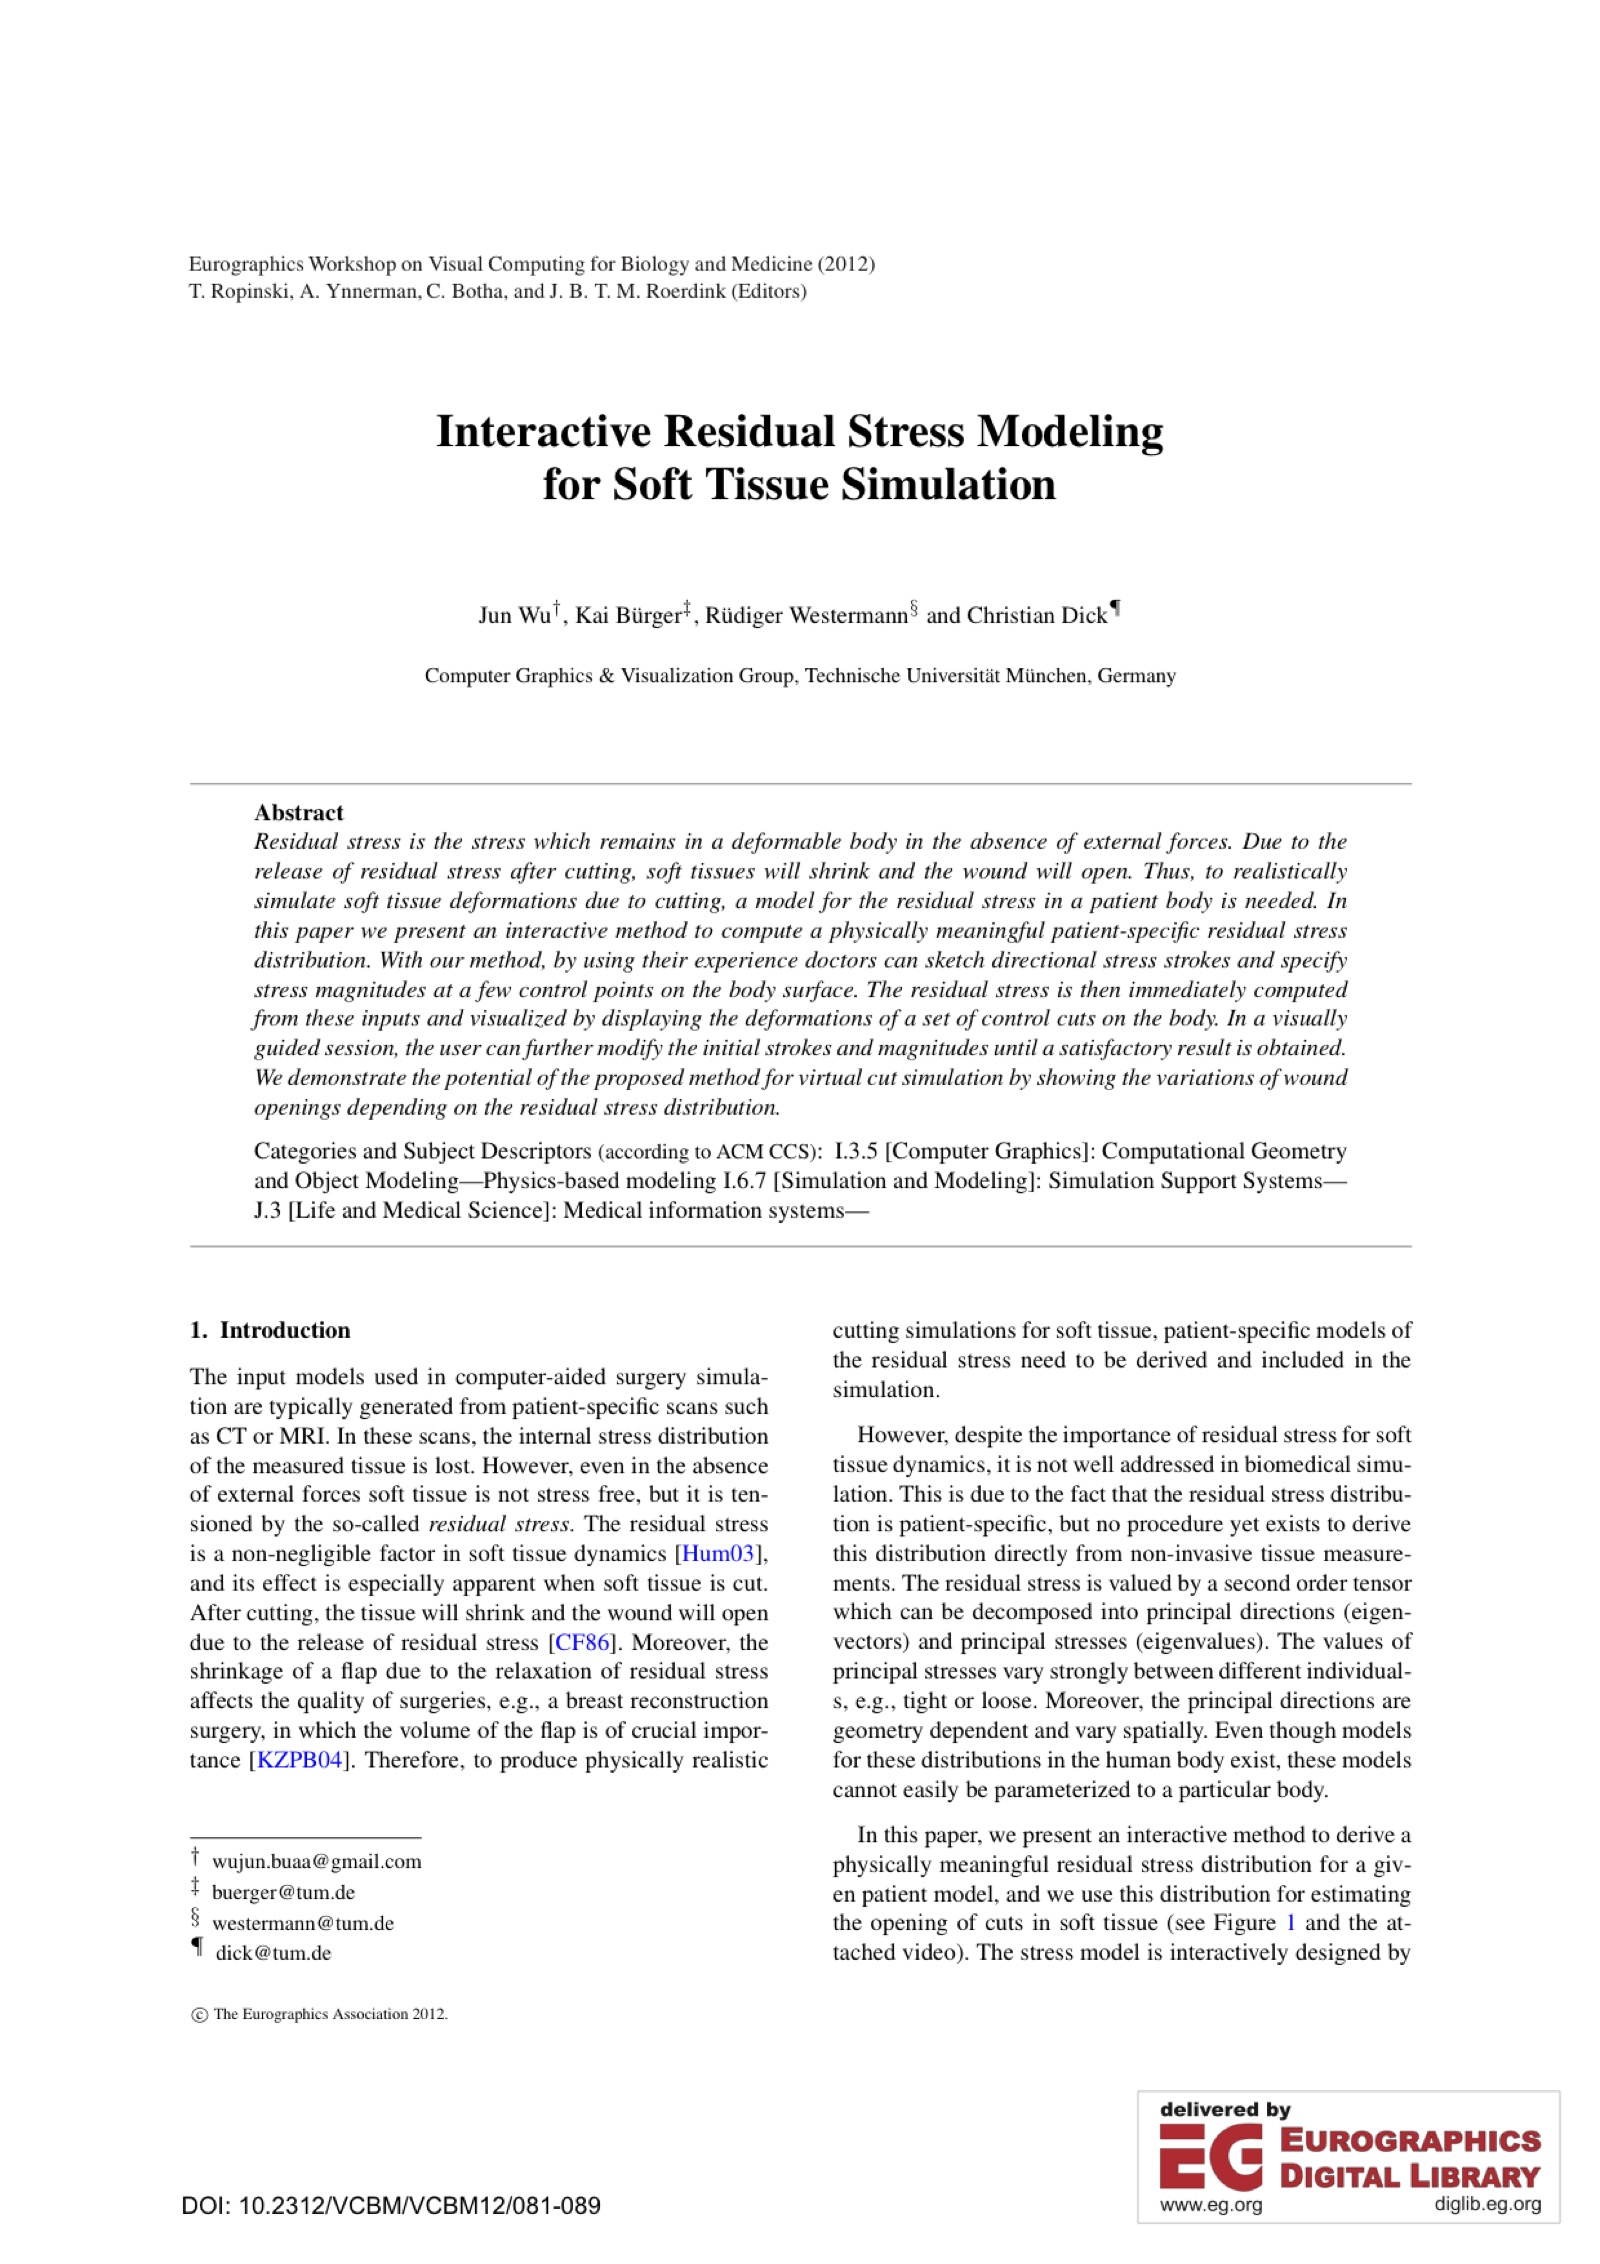 Eurographics Workshop on Visual Computing for Biology and Medicine (2012)
T. Ropinski, A. Ynnerman, C. Botha, and J. B. T. M. Roerdink (Editors)
Interactive Residual Stress Modeling
for Soft Tissue Simulation
Jun Wu†, Kai Bürger‡, Rüdiger Westermann§ and Christian Dick¶
Computer Graphics & Visualization Group, Technische Universität München, Germany
Abstract
Residual stress is the stress which remains in a deformable body in the absence of external forces. Due to the
release of residual stress after cutting, soft tissues will shrink and the wound will open. Thus, to realistically
simulate soft tissue deformations due to cutting, a model for the residual stress in a patient body is needed. In
this paper we present an interactive method to compute a physically meaningful patient-specific residual stress
distribution. With our method, by using their experience doctors can sketch directional stress strokes and specify
stress magnitudes at a few control points on the body surface. The residual stress is then immediately computed
from these inputs and visualized by displaying the deformations of a set of control cuts on the body. In a visually
guided session, the user can further modify the initial strokes and magnitudes until a satisfactory result is obtained.
We demonstrate the potential of the proposed method for virtual cut simulation by showing the variations of wound
openings depending on the residual stress distribution.
Categories and Subject Descriptors (according to ACM CCS): I.3.5 [Computer Graphics]: Computational Geometry
and Object Modeling—Physics-based modeling I.6.7 [Simulation and Modeling]: Simulation Support Systems—
J.3 [Life and Medical Science]: Medical information systems—
1. Introduction
The input models used in computer-aided surgery simula-
tion are typically generated from patient-specific scans such
as CT or MRI. In these scans, the internal stress distribution
of the measured tissue is lost. However, even in the absence
of external forces soft tissue is not stress free, but it is ten-
sioned by the so-called residual stress. The residual stress
is a non-negligible factor in soft tissue dynamics [Hum03],
and its effect is especially apparent when soft tissue is cut.
After cutting, the tissue will shrink and the wound will open
due to the release of residual stress [CF86]. Moreover, the
shrinkage of a flap due to the relaxation of residual stress
affects the quality of surgeries, e.g., a breast reconstruction
surgery, in which the volume of the flap is of crucial impor-
tance [KZPB04]. Therefore, to produce physically realistic
† wujun.buaa@gmail.com
‡ buerger@tum.de
§ westermann@tum.de
¶ dick@tum.de
© The Eurographics Association 2012.
cutting simulations for soft tissue, patient-specific models of
the residual stress need to be derived and included in the
simulation.
However, despite the importance of residual stress for soft
tissue dynamics, it is not well addressed in biomedical simu-
lation. This is due to the fact that the residual stress distribu-
tion is patient-specific, but no procedure yet exists to derive
this distribution directly from non-invasive tissue measure-
ments. The residual stress is valued by a second order tensor
which can be decomposed into principal directions (eigen-
vectors) and principal stresses (eigenvalues). The values of
principal stresses vary strongly between different individual-
s, e.g., tight or loose. Moreover, the principal directions are
geometry dependent and vary spatially. Even though models
for these distributions in the human body exist, these models
cannot easily be parameterized to a particular body.
In this paper, we present an interactive method to derive a
physically meaningful residual stress distribution for a giv-
en patient model, and we use this distribution for estimating
the opening of cuts in soft tissue (see Figure 1 and the at-
tached video). The stress model is interactively designed by
delivered by
EG EUROGRAPHICS
DIGITAL LIBRARY
www.eg.org diglib.eg.org
DOI: 10.2312/VCBM/VCBM12/081-089